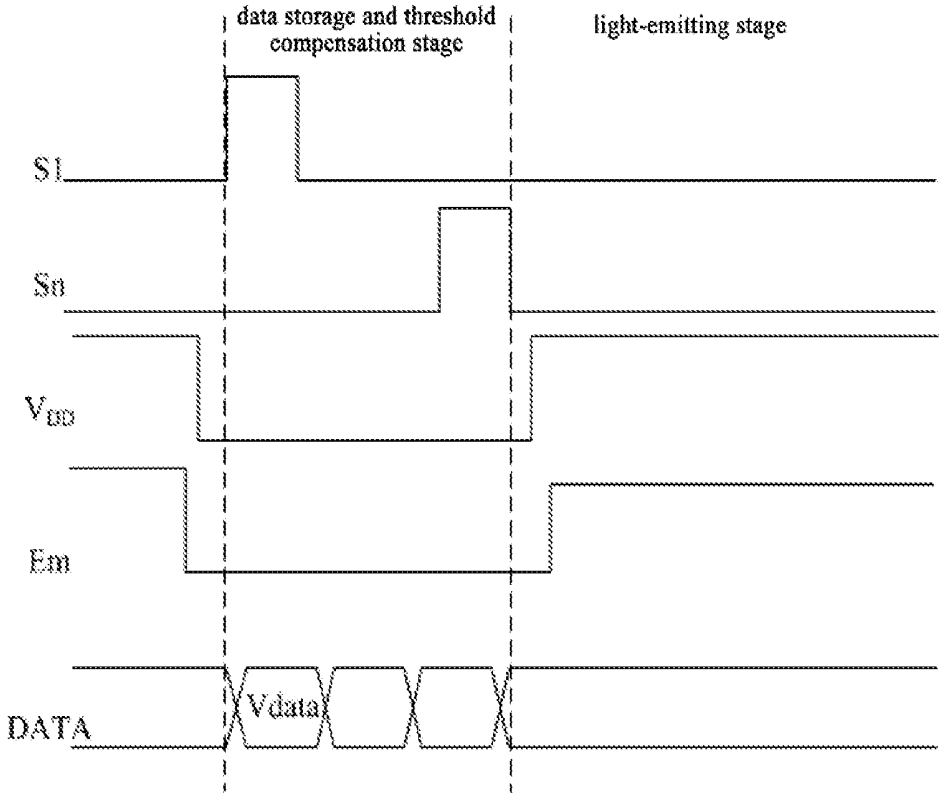 data storage and threshold
compensation stage
light-emitting stage
S1
Sn
VDD
Em
Vdata
DATA